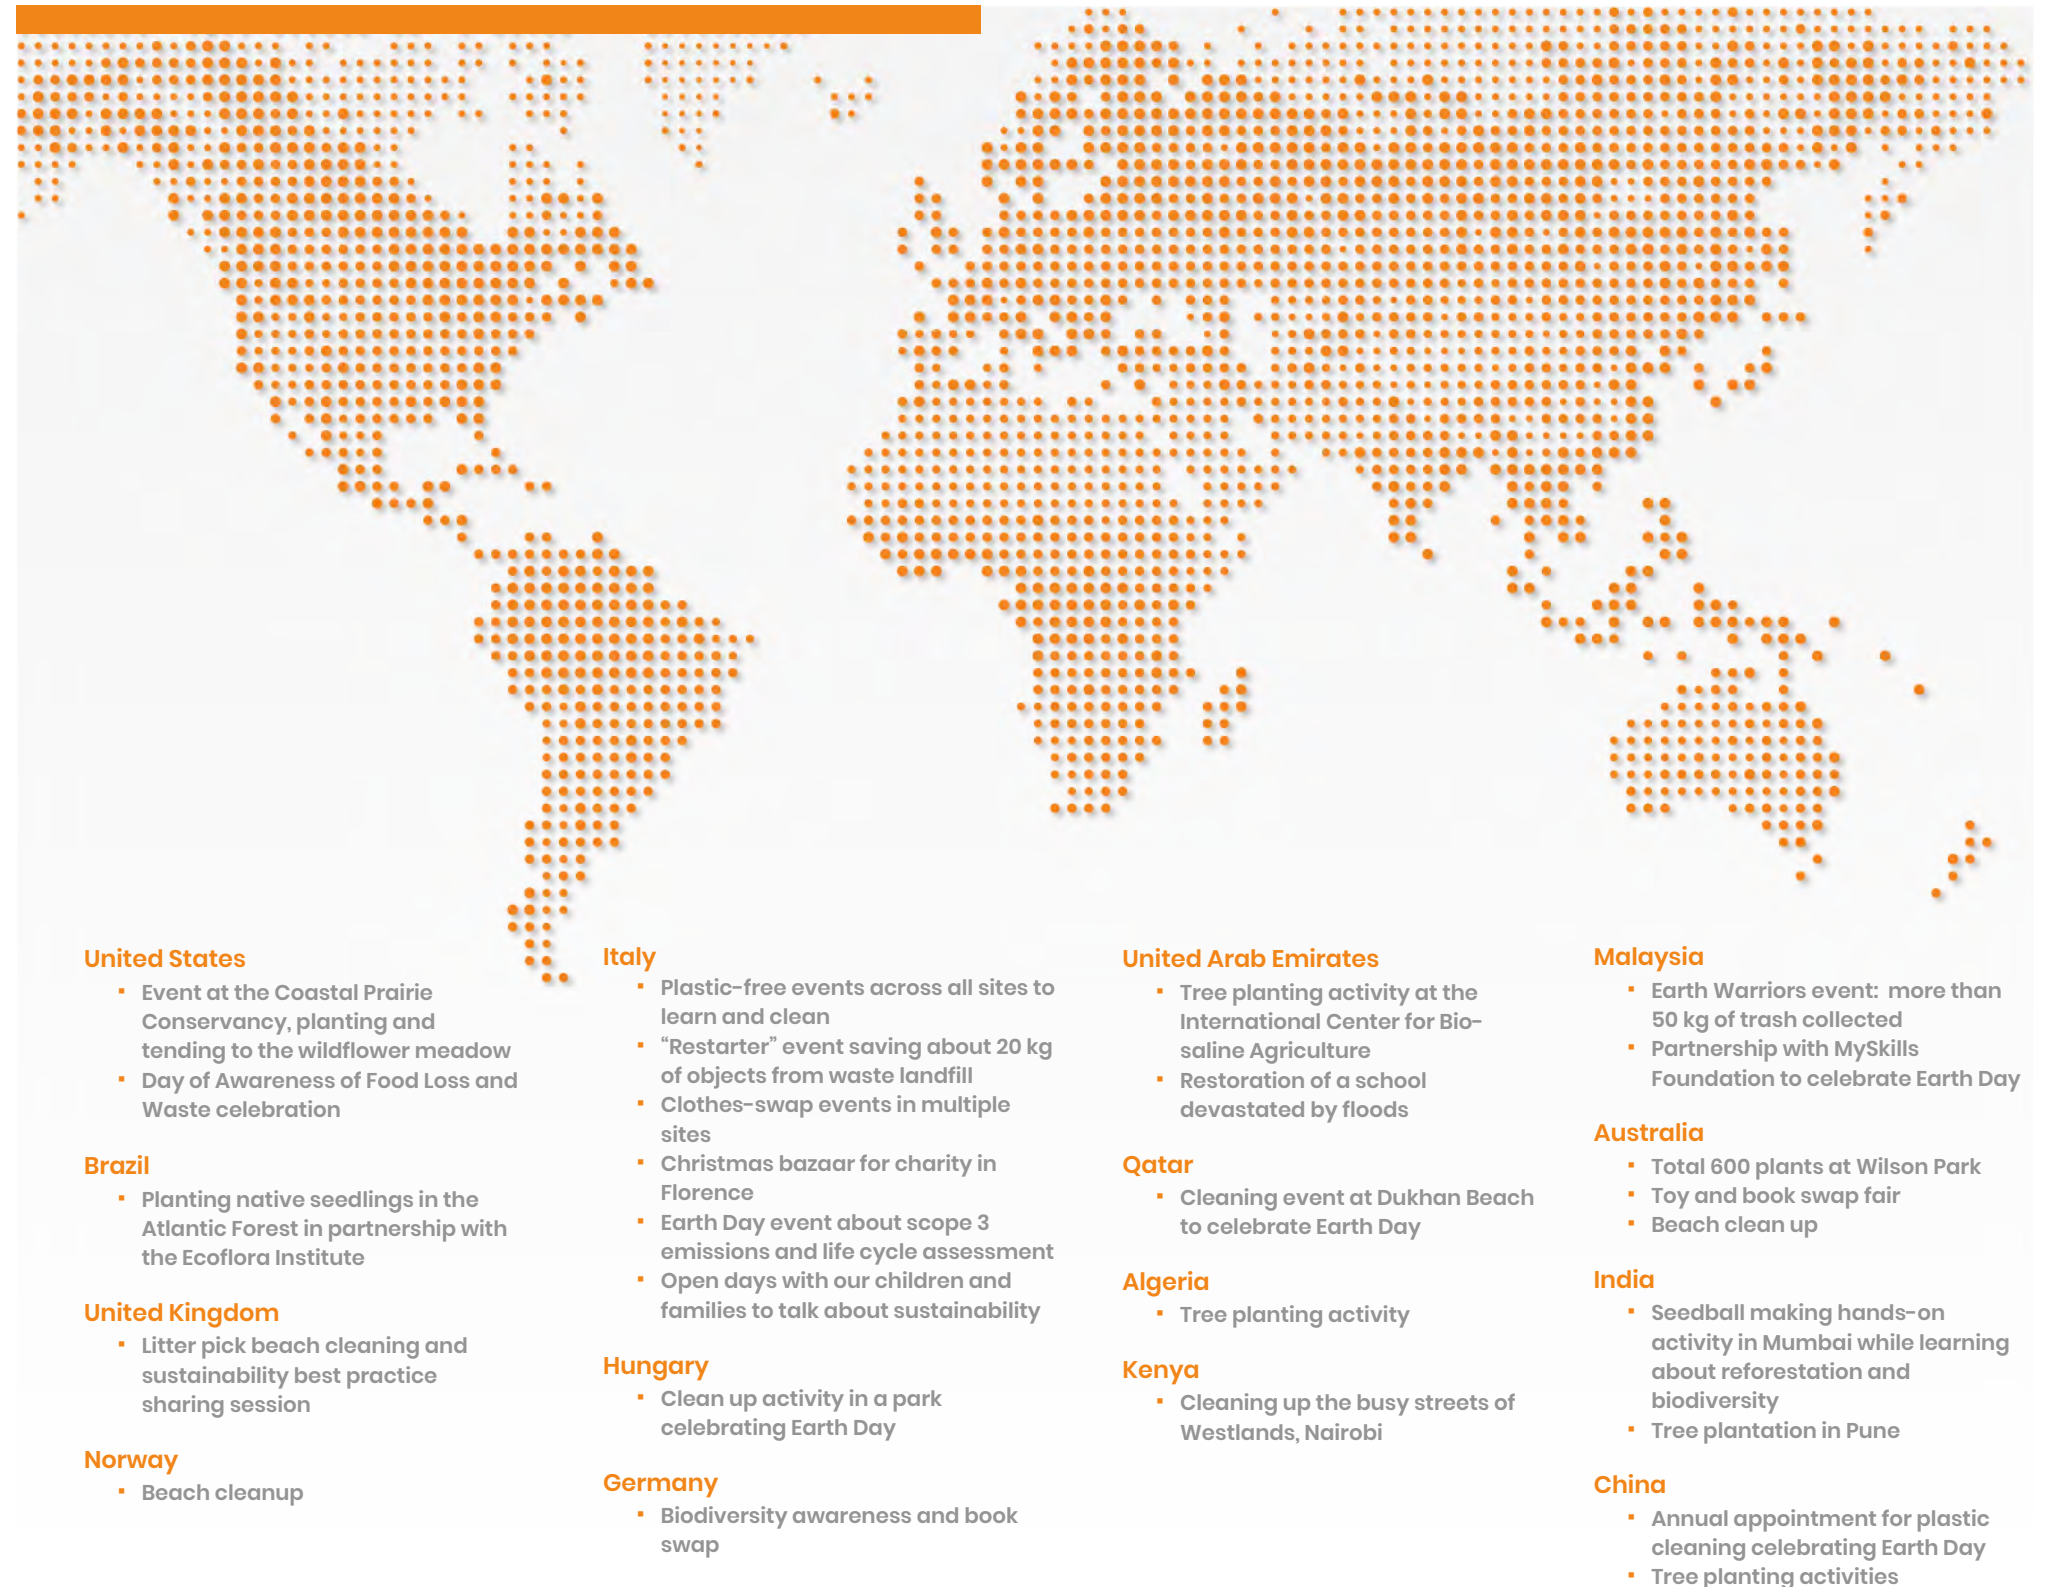 United States
▪ Event at the Coastal Prairie
Conservancy, planting and
tending to the wildflower meadow
▪ Day of Awareness of Food Loss and
Waste celebration
Brazil
▪ Planting native seedlings in the
Atlantic Forest in partnership with
the Ecoflora Institute
United Kingdom
▪ Litter pick beach cleaning and
sustainability best practice
sharing session
Norway
▪ Beach cleanup
Italy
▪ Plastic-free events across all sites to
learn and clean
▪ “Restarter” event saving about 20 kg
of objects from waste landfill
▪ Clothes-swap events in multiple
sites
▪ Christmas bazaar for charity in
Florence
▪ Earth Day event about scope 3
emissions and life cycle assessment
▪ Open days with our children and
families to talk about sustainability
Hungary
▪ Clean up activity in a park
celebrating Earth Day
Germany
▪ Biodiversity awareness and book
swap
United Arab Emirates
▪ Tree planting activity at the
International Center for Bio-
saline Agriculture
▪ Restoration of a school
devastated by floods
Qatar
▪ Cleaning event at Dukhan Beach
to celebrate Earth Day
Algeria
▪ Tree planting activity
Kenya
▪ Cleaning up the busy streets of
Westlands, Nairobi
Malaysia
▪ Earth Warriors event:  more than
50 kg of trash collected
▪ Partnership with MySkills
Foundation to celebrate Earth Day
Australia
▪ Total 600 plants at Wilson Park
▪ Toy and book swap fair
▪ Beach clean up
India
▪ Seedball making hands-on
activity in Mumbai while learning
about reforestation and
biodiversity
▪ Tree plantation in Pune
China
▪ Annual appointment for plastic
cleaning celebrating Earth Day
▪ Tree planting activities